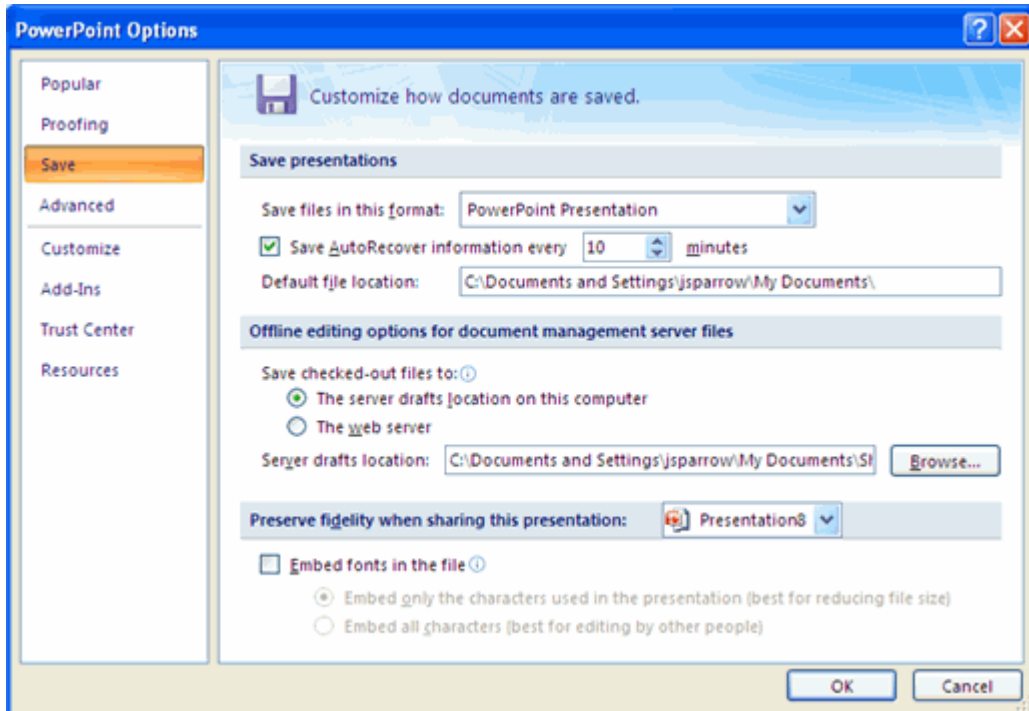 PowerPoint Options
Popular
Proofing
Save
Advanced
Customize
Add-Ins
Trust Center
Resources
Customize how documents are saved.
Save presentations
Save files in this format: PowerPoint Presentation
Save AutoRecover information every 10 minutes
Default file location: C:\Documents and Settings\jsparrow\My Documents\
Offline editing options for document management server files
Save checked-out files to:
The server drafts location on this computer
The web server
Server drafts location: C:\Documents and Settings\jsparrow\My Documents\SH Browse...
Preserve fidelity when sharing this presentation: Presentation8
Embed fonts in the file
Embed only the characters used in the presentation (best for reducing file size)
Embed all characters (best for editing by other people)
OK Cancel